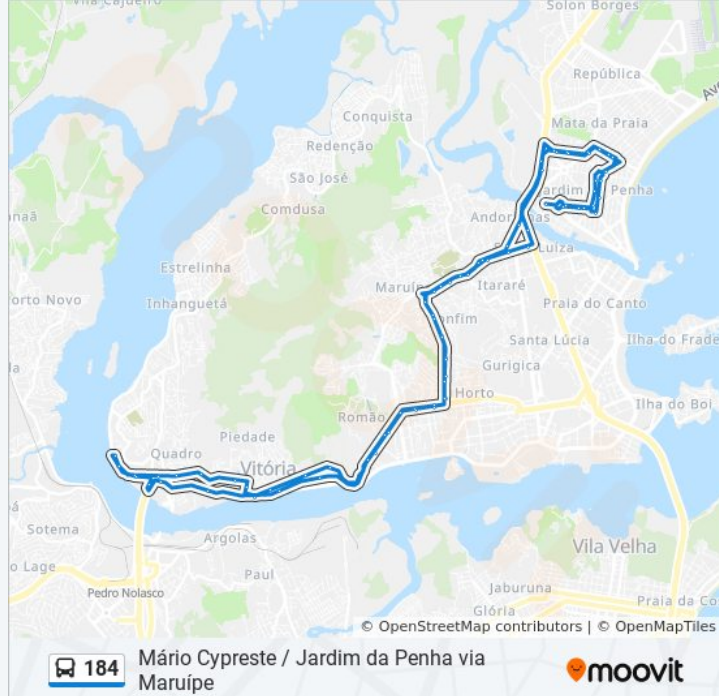 Vila Cajueiro
Solon Borges
República
Ave
Conquista
Mata da Praia
Redenção
São José
Jardim
Penha
Comdusa
Andorinhas
Luíza
Estrelinha
Porto Novo
Inhanguetá
Maruípe
Itararé
Praia do Canto
Bonfim
Santa Lúcia
Ilha do Frade
Gurigica
Horto
Ilha do Boi
Romão
Piedade
Quadro
Vitória
Sotema
Argolas
Vila Velha
o Lage
Paul
Pedro Nolasco
Jaburuna
Glória
Praia da Co
© OpenStreetMap contributors | © OpenMapTiles
184
Mário Cypreste / Jardim da Penha via
Maruípe
moovit